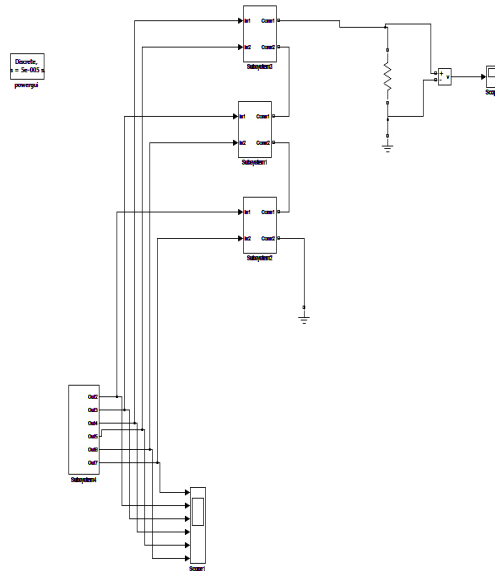 In1
Conn1
In2
Conn2
Subsystem3
Discrete,
s = 5e-005 s.
powergui
+
-
v
In1
Conn1
In2
Conn2
Subsystem1
In1
Conn1
In2
Conn2
Subsystem2
Out2
Out3
Out4
Out5
Out6
Out7
Subsystem4
Scope1